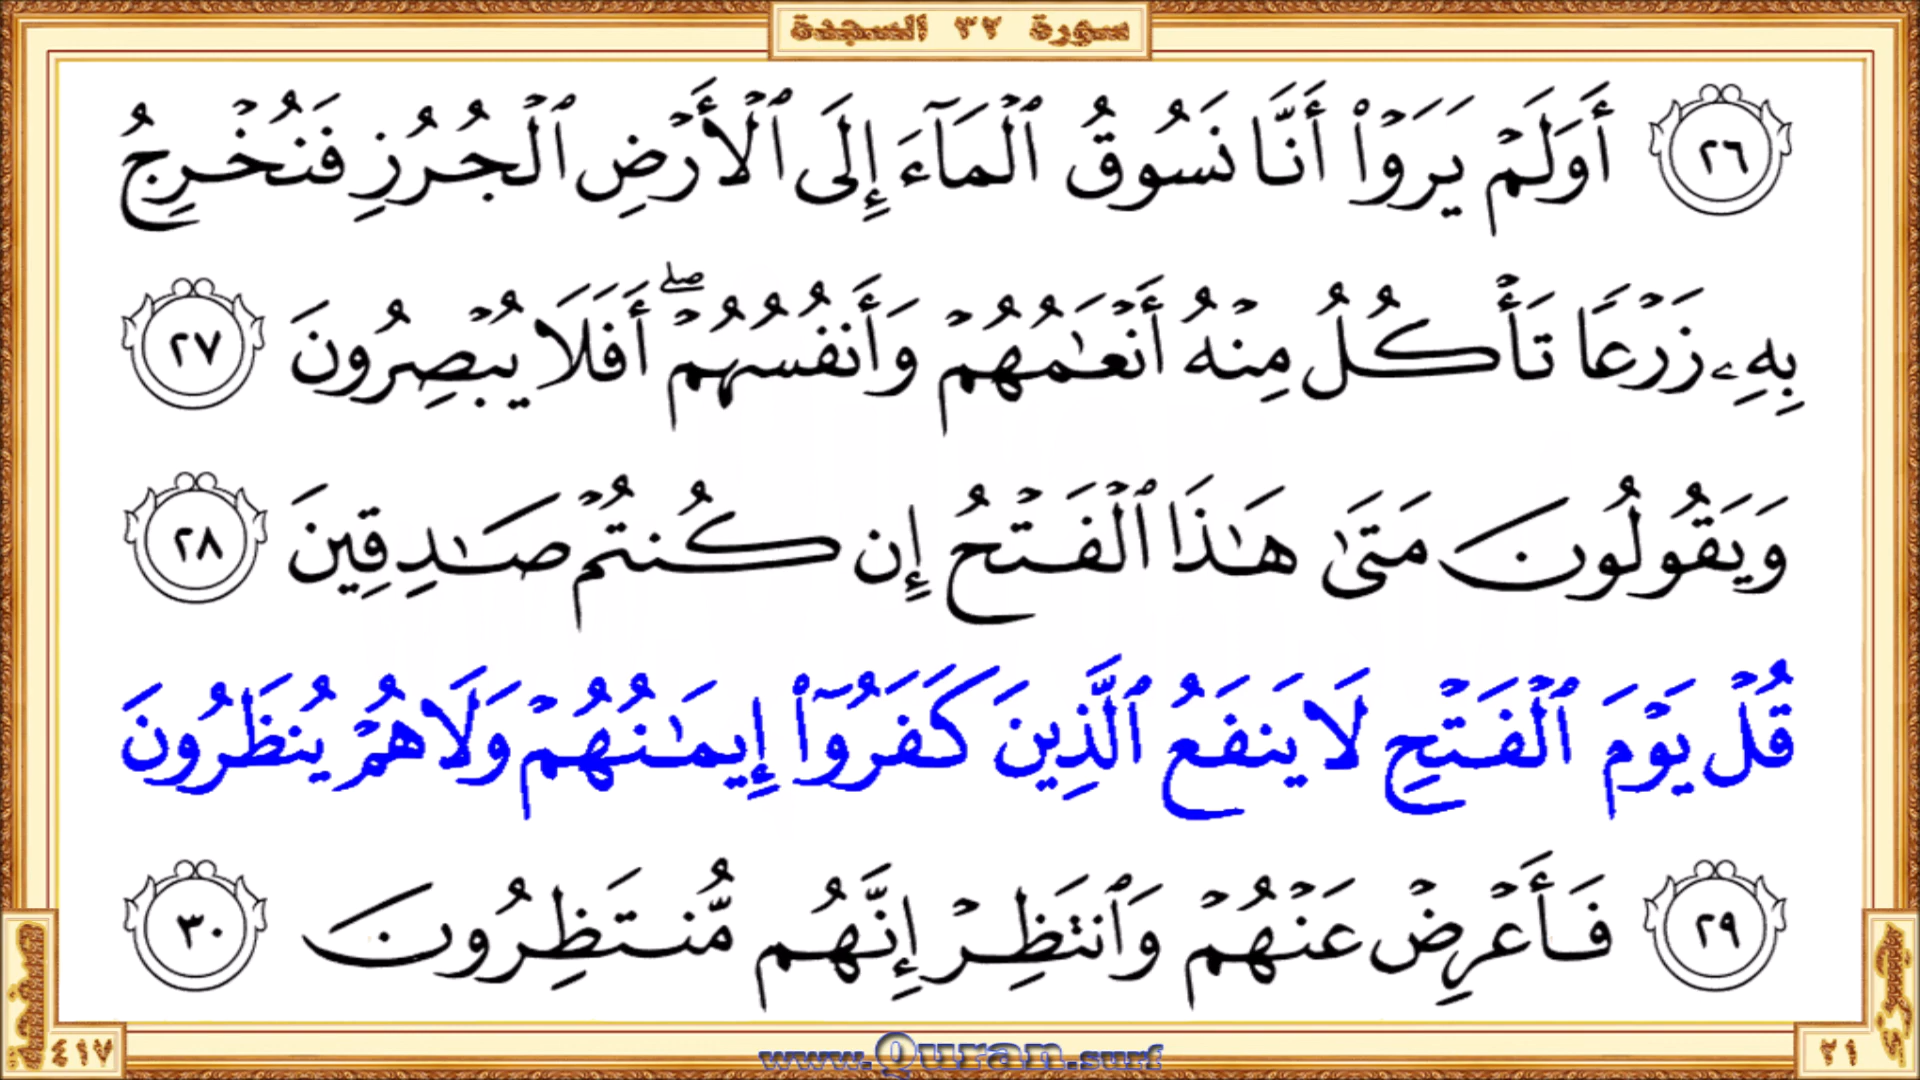 سورة ٣٢ السجدة
٢٦ أَوَلَمۡ يَرَوۡاْ أَنَّا نَسُوقُ ٱلۡمَآءَ إِلَى ٱلۡأَرۡضِ ٱلۡجُرُزِ فَنُخۡرِجُ
بِهِۦ زَرۡعٗا تَأۡكُلُ مِنۡهُ أَنۡعَٰمُهُمۡ وَأَنفُسُهُمۡۚ أَفَلَا يُبۡصِرُونَ ٢٧
وَيَقُولُونَ مَتَىٰ هَٰذَا ٱلۡفَتۡحُ إِن كُنتُمۡ صَٰدِقِينَ ٢٨
قُلۡ يَوۡمَ ٱلۡفَتۡحِ لَا يَنفَعُ ٱلَّذِينَ كَفَرُوٓاْ إِيمَٰنُهُمۡ وَلَا هُمۡ يُنظَرُونَ
٢٩ فَأَعۡرِضۡ عَنۡهُمۡ وَٱنتَظِرۡ إِنَّهُم مُّنتَظِرُونَ ٣٠
صفحة ٤١٧
www.Quran.surf
٢١